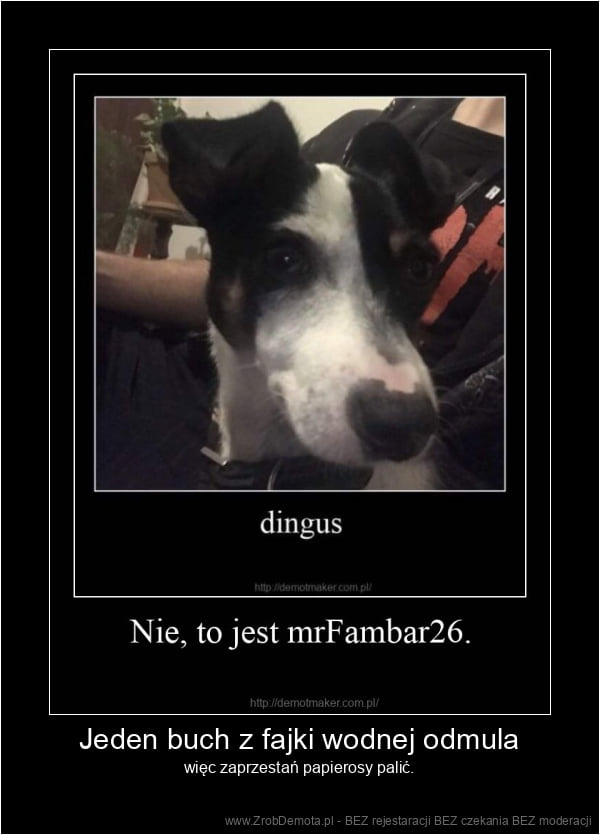 dingus
http://demotmaker.com.pl/
Nie, to jest mrFambar26.
http://demotmaker.com.pl/
Jeden buch z fajki wodnej odmula
więc zaprzestań papierosy palić.
www.ZrobDemota.pl - BEZ rejestaracji BEZ czekania BEZ moderacji